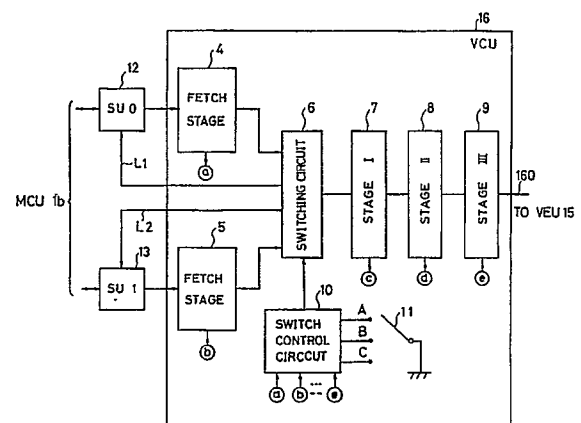 16
VCU
12
SU 0
4
FETCH
STAGE
a
L1
MCU 1b
L2
13
SU 1
5
FETCH
STAGE
b
6
SWITCHING CIRCUIT
7
STAGE I
c
8
STAGE II
d
9
STAGE III
e
160
TO VEU 15
10
SWITCH
CONTROL
CIRCCUT
A
B
C
11
a b --- e